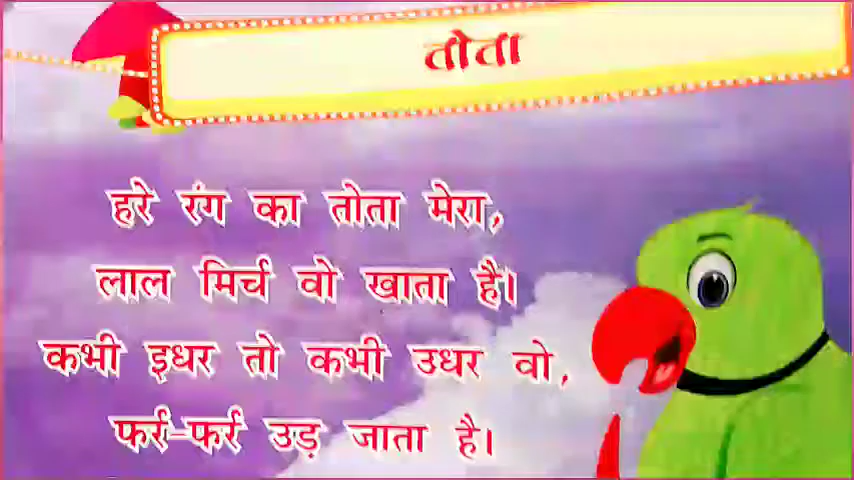 तोता
हरे रंग का तोता मेरा,
लाल मिर्च वो खाता है।
कभी इधर तो कभी उधर वो,
फर्र-फर्र उड़ जाता है।